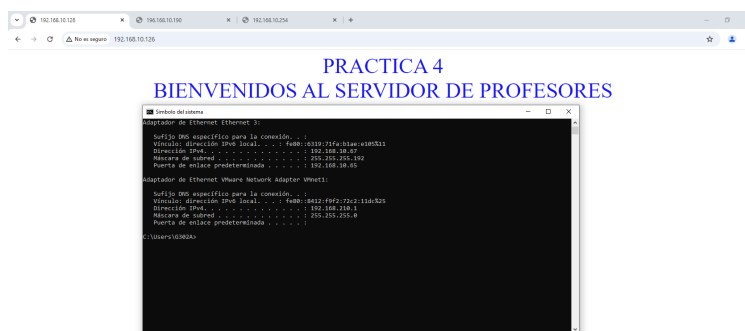 192.168.10.126
196.168.10.190
192.168.10.254
No es seguro 192.168.10.126
PRACTICA 4
BIENVENIDOS AL SERVIDOR DE PROFESORES
Símbolo del sistema
Adaptador de Ethernet Ethernet 3:
Sufijo DNS específico para la conexión. . :
Vínculo: dirección IPv6 local. . . : fe80::6319:71fa:b1ae:e105%11
Dirección IPv4. . . . . . . . . . . . . . : 192.168.10.67
Máscara de subred . . . . . . . . . . . . : 255.255.255.192
Puerta de enlace predeterminada . . . . . : 192.168.10.65
Adaptador de Ethernet VMware Network Adapter VMnet1:
Sufijo DNS específico para la conexión. . :
Vínculo: dirección IPv6 local. . . : fe80::8412:f9f2:72c2:11dc%25
Dirección IPv4. . . . . . . . . . . . . . : 192.168.210.1
Máscara de subred . . . . . . . . . . . . : 255.255.255.0
Puerta de enlace predeterminada . . . . . :
C:\Users\G302A>